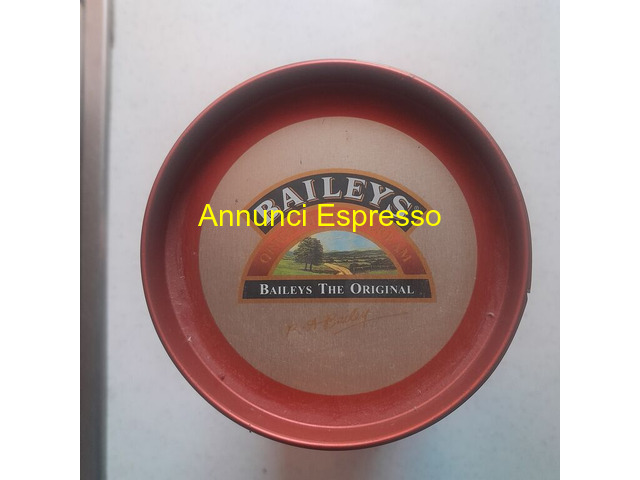 BAILEYS
Annunci Espresso
BAILEYS THE ORIGINAL